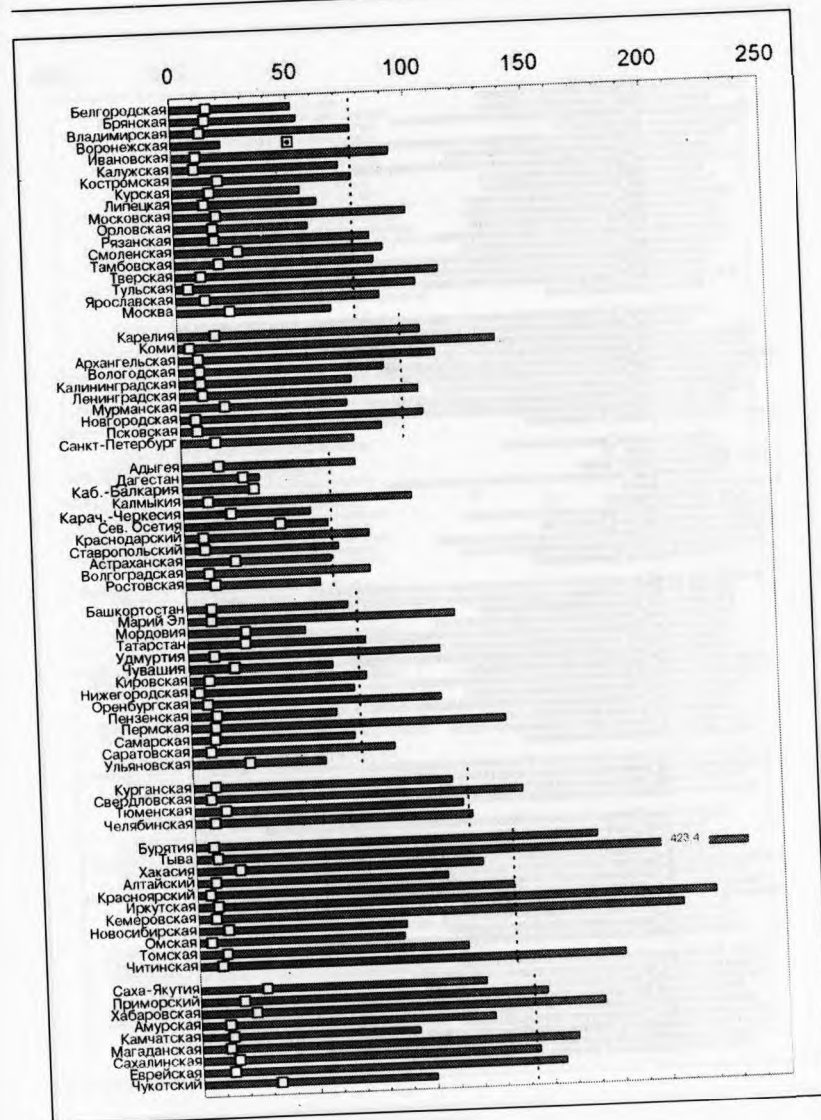 0 50 100 150 200 250
Белгородская
Брянская
Владимирская
Воронежская
Ивановская
Калужская
Костромская
Курская
Липецкая
Московская
Орловская
Рязанская
Смоленская
Тамбовская
Тверская
Тульская
Ярославская
Москва
Карелия
Коми
Архангельская
Вологодская
Калининградская
Ленинградская
Мурманская
Новгородская
Псковская
Санкт-Петербург
Адыгея
Дагестан
Каб.-Балкария
Калмыкия
Карач.-Черкесия
Сев. Осетия
Краснодарский
Ставропольский
Астраханская
Волгоградская
Ростовская
Башкортостан
Марий Эл
Мордовия
Татарстан
Удмуртия
Чувашия
Кировская
Нижегородская
Оренбургская
Пензенская
Пермская
Самарская
Саратовская
Ульяновская
Курганская
Свердловская
Тюменская
Челябинская
Бурятия
423.4
Тыва
Хакасия
Алтайский
Красноярский
Иркутская
Кемеровская
Новосибирская
Омская
Томская
Читинская
Саха-Якутия
Приморский
Хабаровская
Амурская
Камчатская
Магаданская
Сахалинская
Еврейская
Чукотский